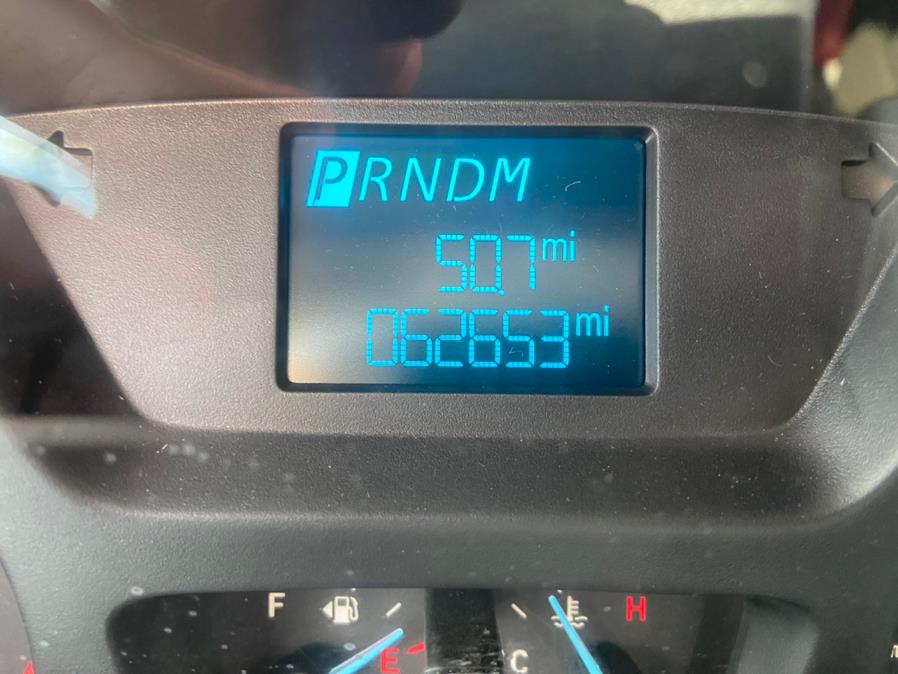 PRNDM
50.7 mi
062653 mi
F H
E C